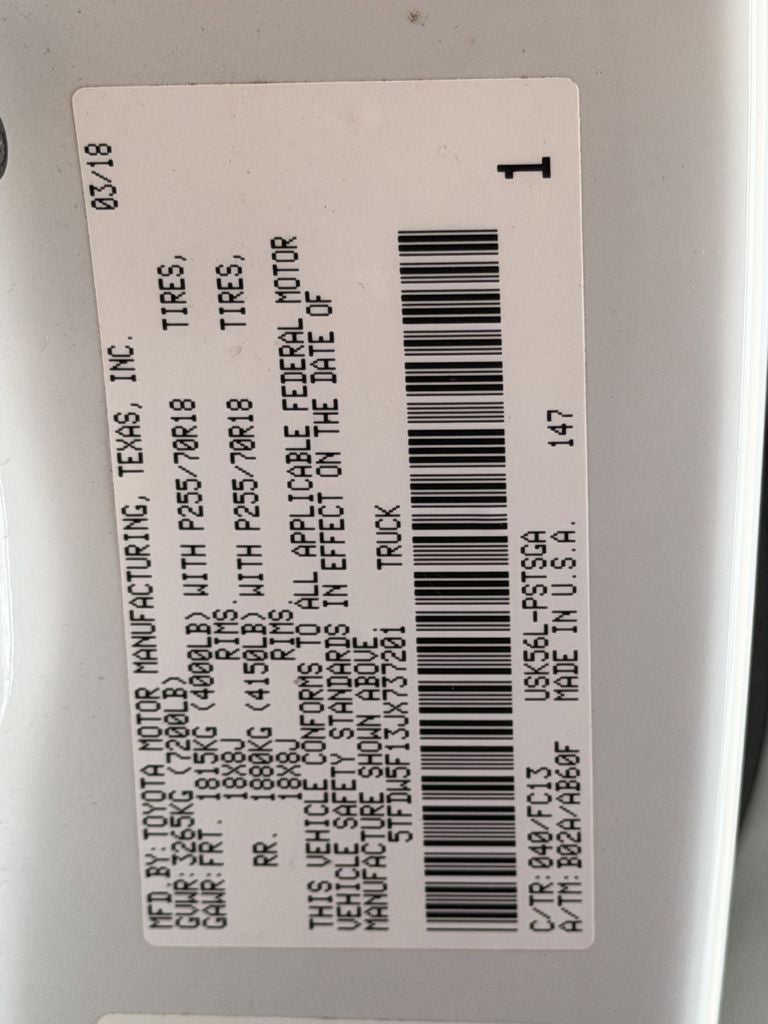 03/18
MFD BY: TOYOTA MOTOR MANUFACTURING, TEXAS, INC.
GVWR: 3265KG (7200LB)
GAWR: FRT. 1815KG (4000LB) WITH P255/70R18 TIRES,
18X8J RIMS.
RR. 1880KG (4150LB) WITH P255/70R18 TIRES,
18X8J RIMS.
THIS VEHICLE CONFORMS TO ALL APPLICABLE FEDERAL MOTOR
VEHICLE SAFETY STANDARDS IN EFFECT ON THE DATE OF
MANUFACTURE SHOWN ABOVE.
5TFDW5F13JX737201 TRUCK
C/TR: 040/FC13 USK56L-PSTSGA
A/TM: B02A/AB60F MADE IN U.S.A. 147
1